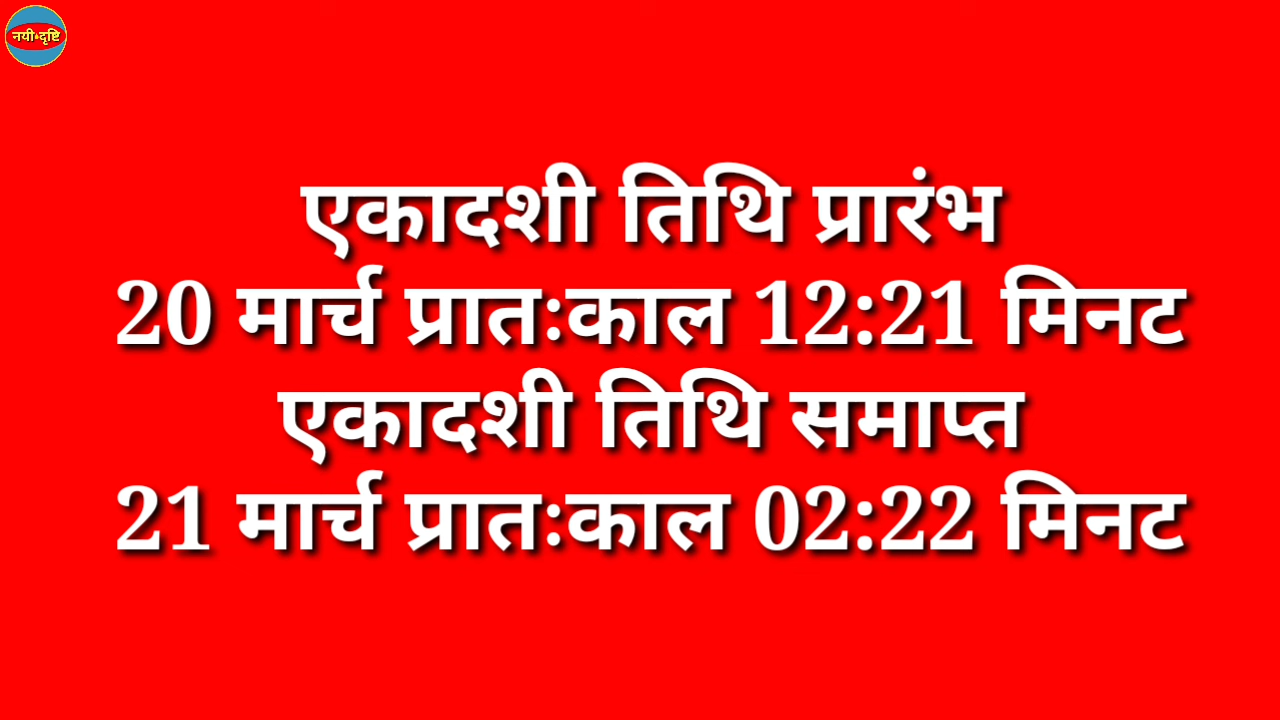 नयी•दृष्टि
एकादशी तिथि प्रारंभ
20 मार्च प्रातःकाल 12:21 मिनट
एकादशी तिथि समाप्त
21 मार्च प्रातःकाल 02:22 मिनट